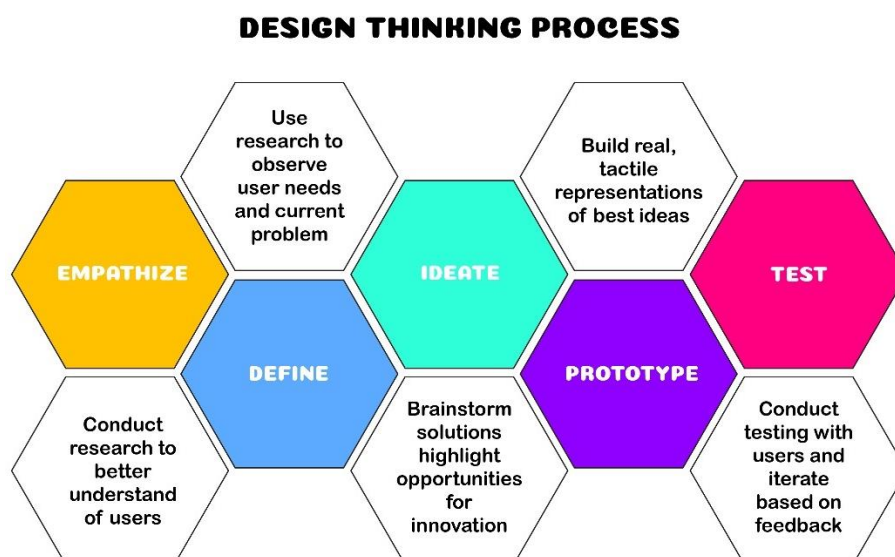 DESIGN THINKING PROCESS
EMPATHIZE
Conduct
research to
better
understand
of users
Use
research to
observe
user needs
and current
problem
DEFINE
IDEATE
Brainstorm
solutions
highlight
opportunities
for
innovation
Build real,
tactile
representations
of best ideas
PROTOTYPE
TEST
Conduct
testing with
users and
iterate
based on
feedback